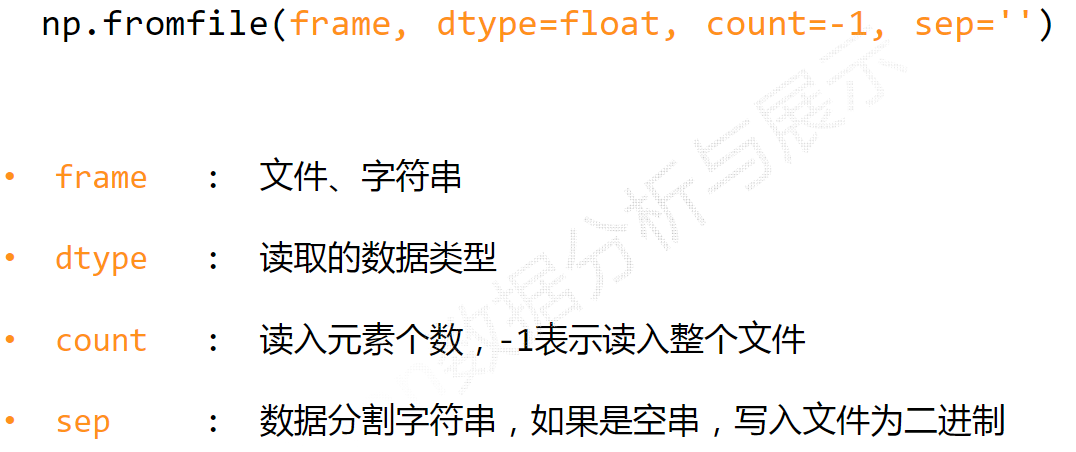 np.fromfile(frame, dtype=float, count=-1, sep='')
• frame : 文件、字符串
• dtype : 读取的数据类型
• count : 读入元素个数，-1表示读入整个文件
• sep : 数据分割字符串，如果是空串，写入文件为二进制
n数据分析与展示